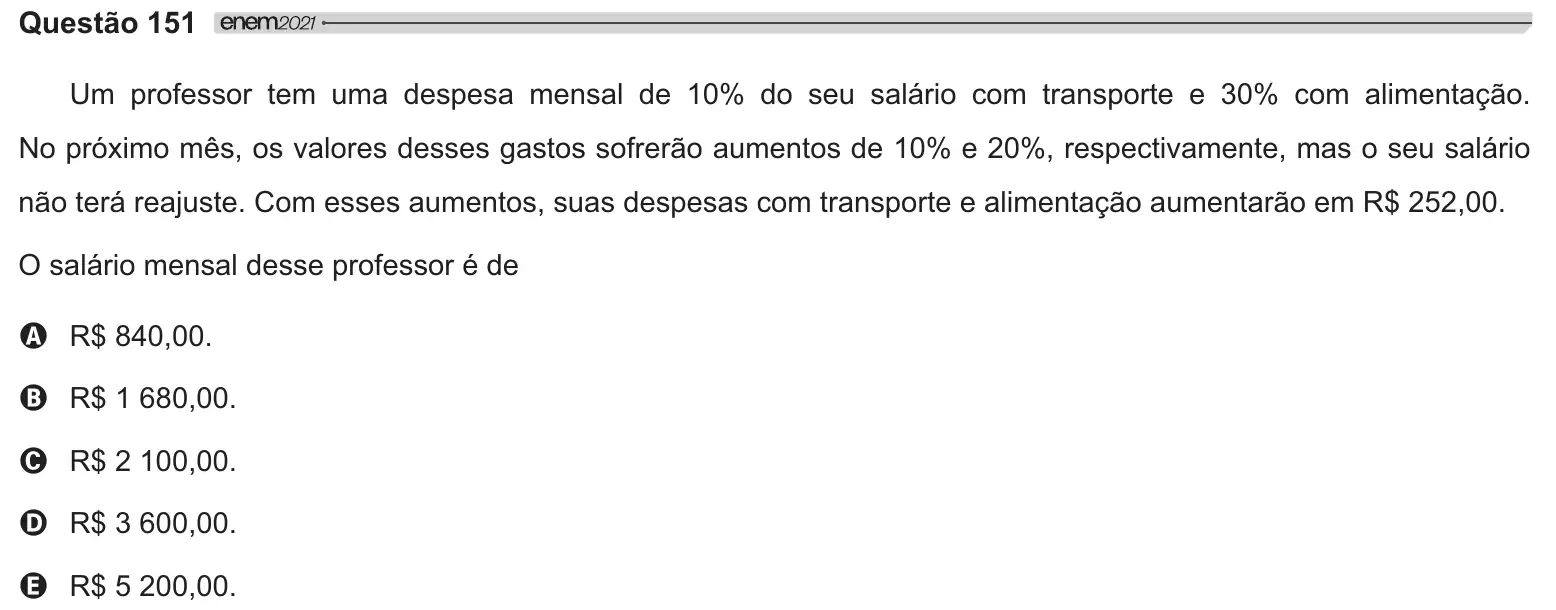 Questão 151 enem2021
Um professor tem uma despesa mensal de 10% do seu salário com transporte e 30% com alimentação.
No próximo mês, os valores desses gastos sofrerão aumentos de 10% e 20%, respectivamente, mas o seu salário
não terá reajuste. Com esses aumentos, suas despesas com transporte e alimentação aumentarão em R$ 252,00.
O salário mensal desse professor é de
A R$ 840,00.
B R$ 1 680,00.
C R$ 2 100,00.
D R$ 3 600,00.
E R$ 5 200,00.